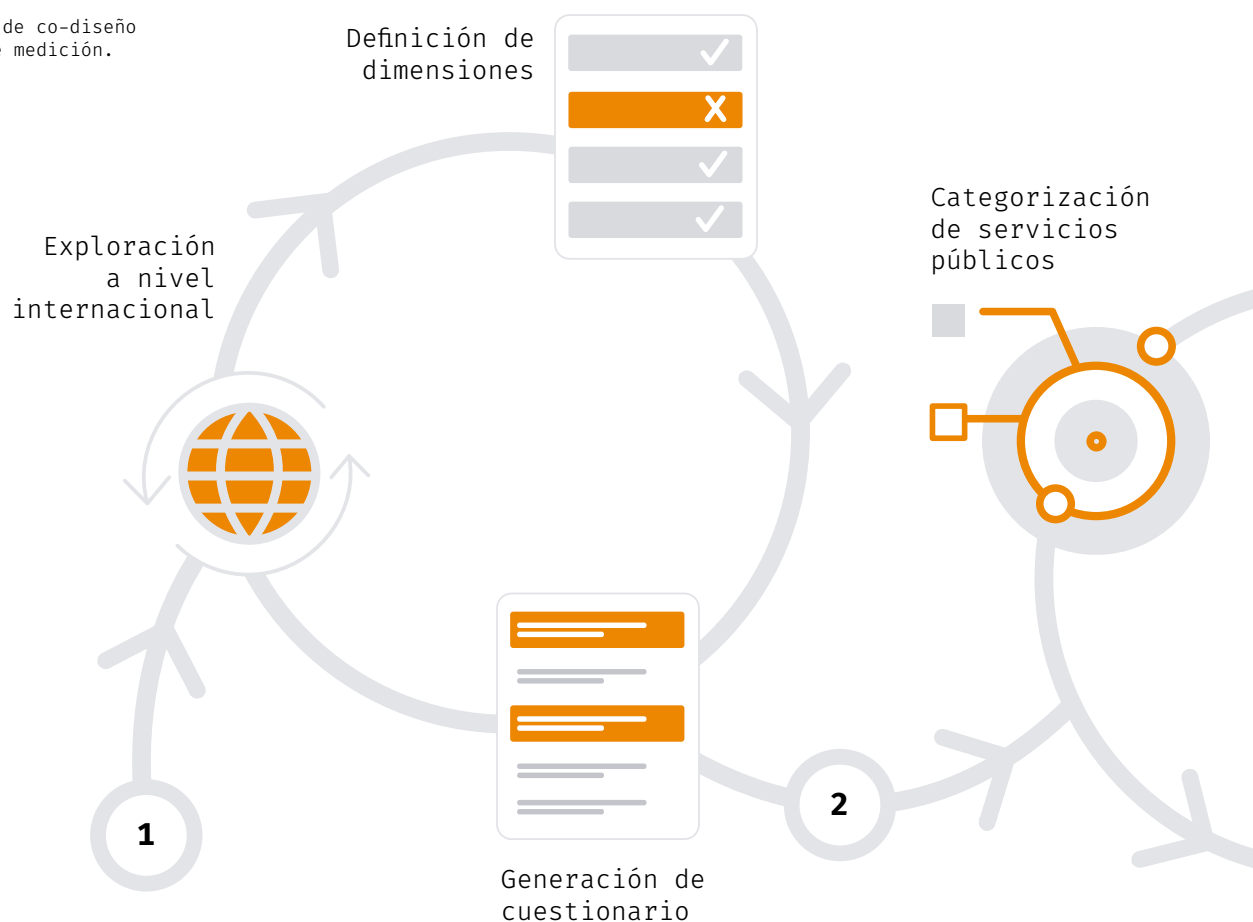 de co-diseño
medición.
Definición de
dimensiones
Exploración
a nivel
internacional
Categorización
de servicios
públicos
1
2
Generación de
cuestionario